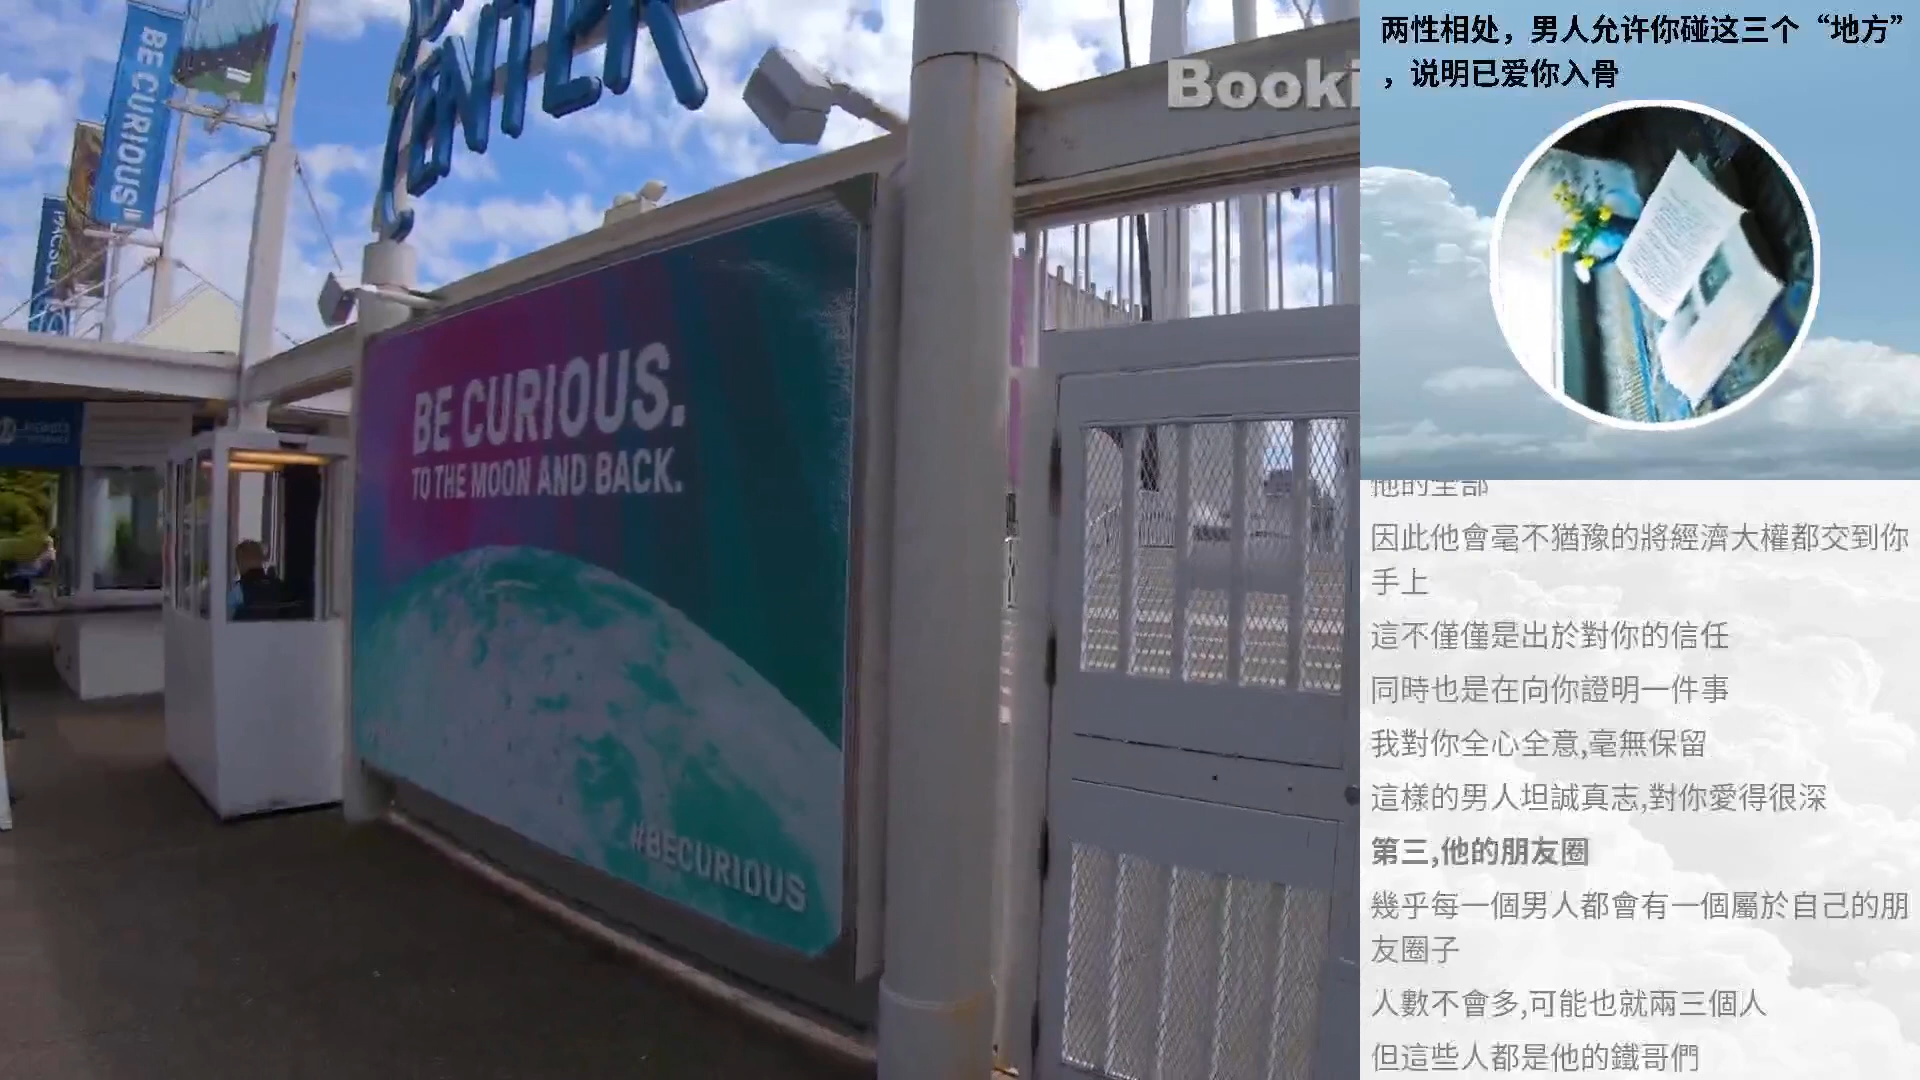 BE CURIOUS"
ENTER
Booki
BE CURIOUS.
TO THE MOON AND BACK.
#BECURIOUS
两性相处，男人允许你碰这三个“地方”
，说明已爱你入骨
他的全部
因此他會毫不猶豫的將經濟大權都交到你
手上
這不僅僅是出於對你的信任
同時也是在向你證明一件事
我對你全心全意,毫無保留
這樣的男人坦誠真志,對你愛得很深
第三,他的朋友圈
幾乎每一個男人都會有一個屬於自己的朋
友圈子
人數不會多,可能也就兩三個人
但這些人都是他的鐵哥們